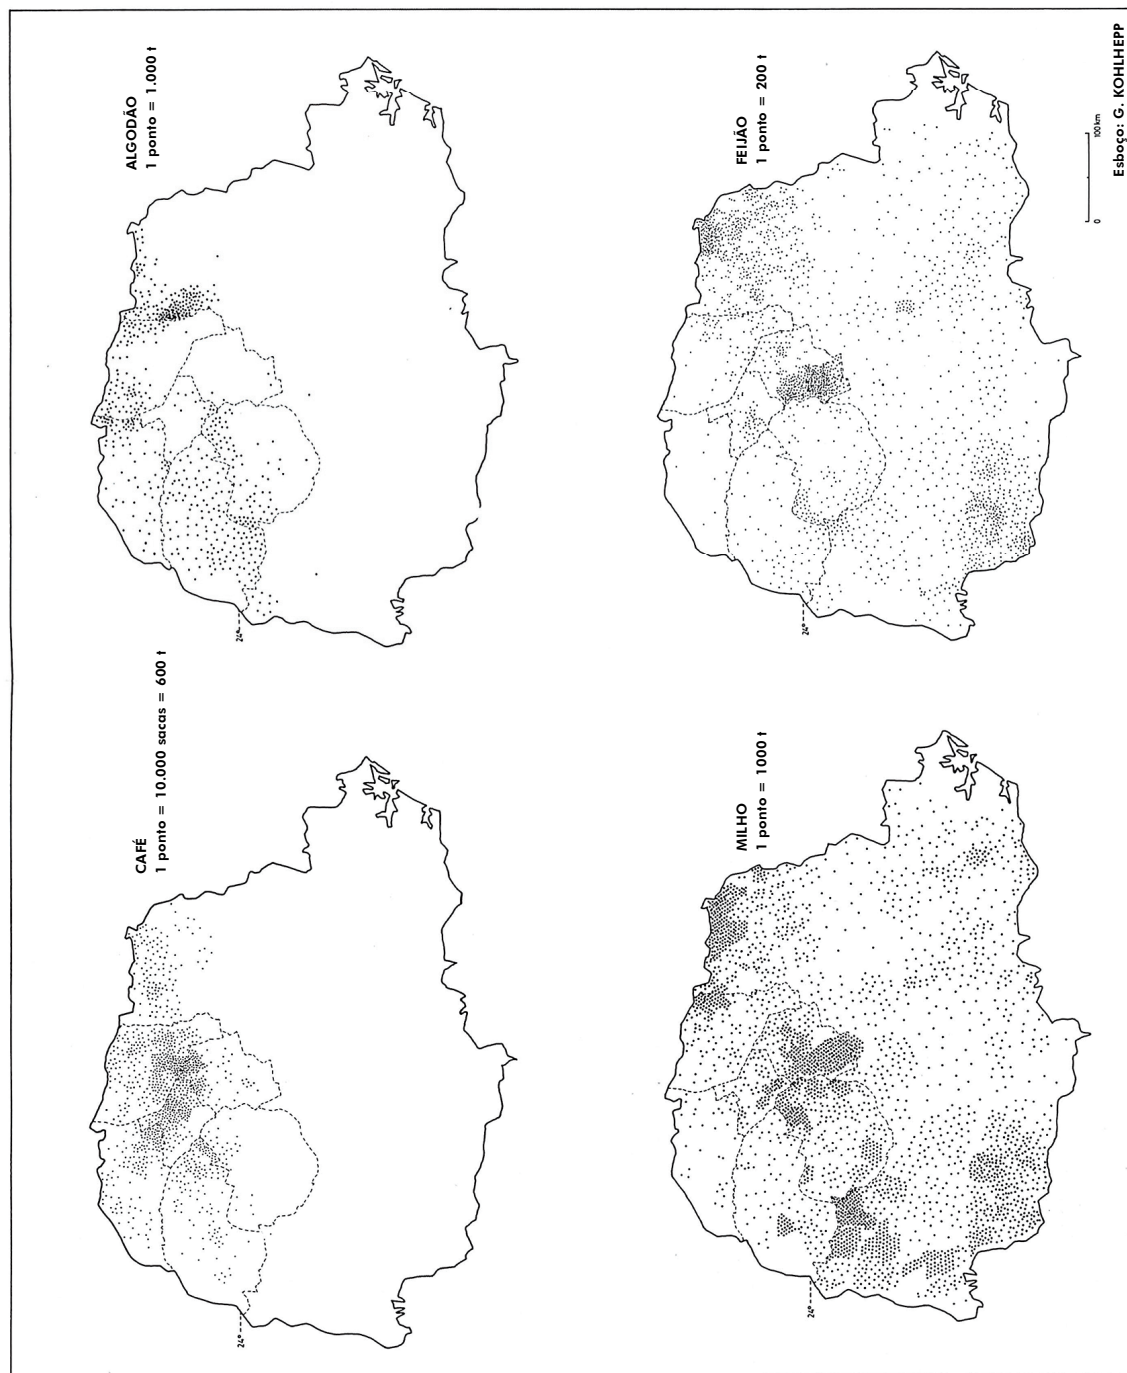 CAFÉ
1 ponto = 10.000 sacas = 600 t
24°
ALGODÃO
1 ponto = 1.000 t
24°
MILHO
1 ponto = 1000 t
24°
FEIJÃO
1 ponto = 200 t
24°
0 100 km
Esboço: G. KOHLHEPP